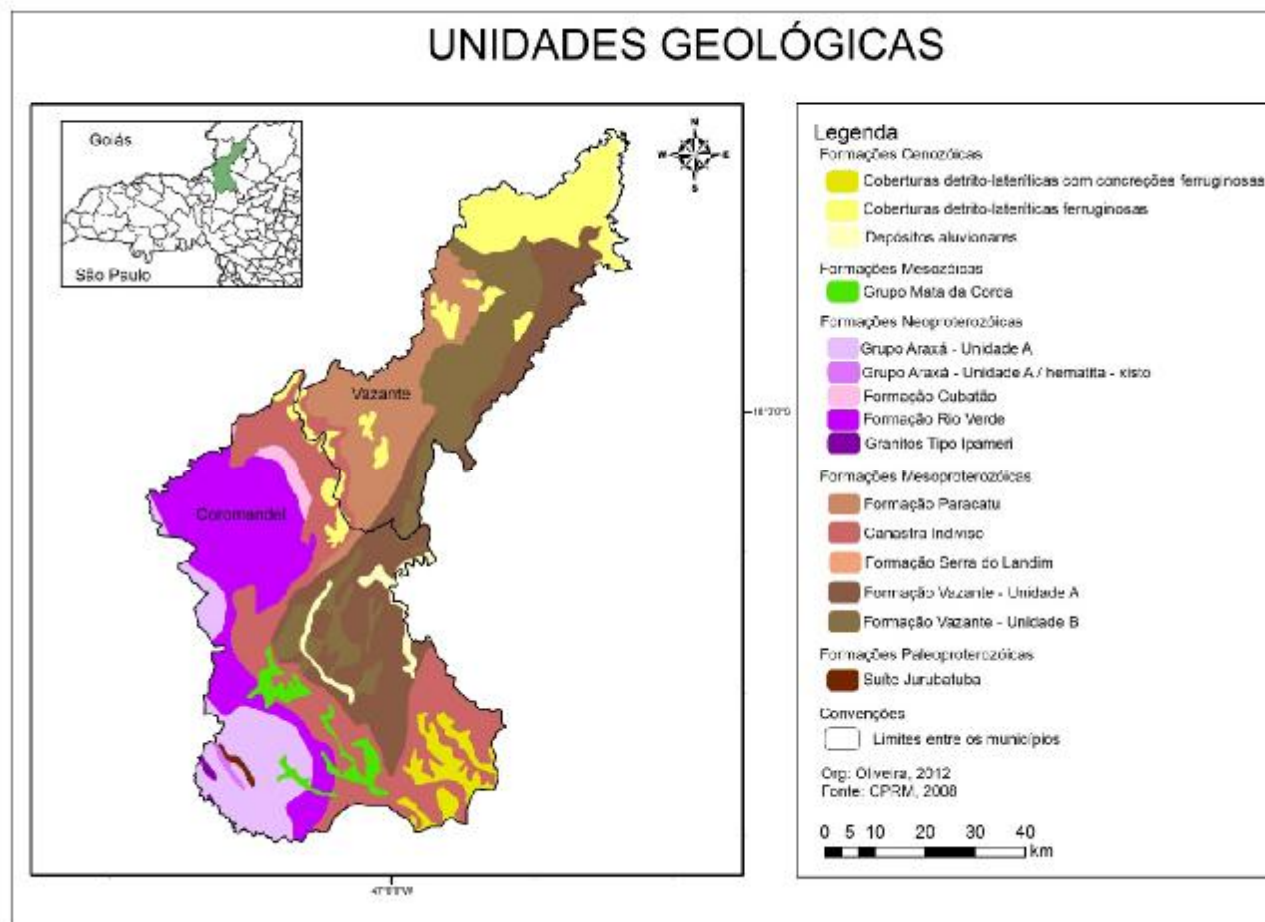 UNIDADES GEOLÓGICAS
Goiás
São Paulo
N
W
E
S
Vazante
Coromandel
47°0'0"W
Legenda
Formações Cenozóicas
Coberturas detrito-lateríticas com concreções ferruginosas
Coberturas detrito-lateríticas ferruginosas
Depósitos aluvionares
Formações Mesozóicas
Grupo Mata da Corda
Formações Neoproterozóicas
Grupo Araxá - Unidade A
Grupo Araxá - Unidade A / hematita - xisto
Formação Cubatão
Formação Rio Verde
Granitos Tipo Ipameri
Formações Mesoproterozóicas
Formação Paracatu
Canastra Indiviso
Formação Serra do Landim
Formação Vazante - Unidade A
Formação Vazante - Unidade B
Formações Paleoproterozóicas
Suíte Jurubatuba
Convenções
Limites entre os municípios
Org: Oliveira, 2012
Fonte: CPRM, 2008
0 5 10 20 30 40
km